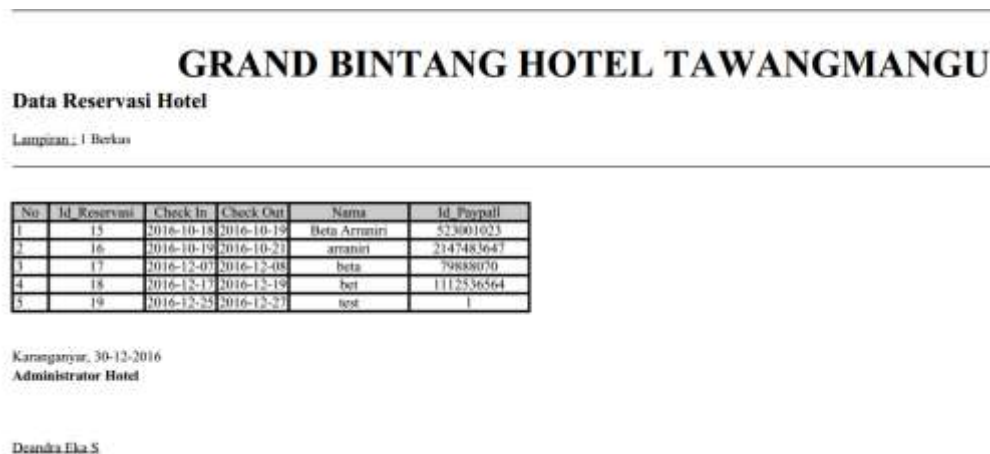 GRAND BINTANG HOTEL TAWANGMANGU
Data Reservasi Hotel
Lampiran : 1 Berkas
No Id_Reservasi Check In Check Out Nama Id_Paypall
1 15 2016-10-18 2016-10-19 Beta Arraniri 523001023
2 16 2016-10-19 2016-10-21 arraniri 2147483647
3 17 2016-12-07 2016-12-08 beta 79888070
4 18 2016-12-17 2016-12-19 bet 1112536564
5 19 2016-12-25 2016-12-27 test 1
Karanganyar, 30-12-2016
Administrator Hotel
Deandra Eka S